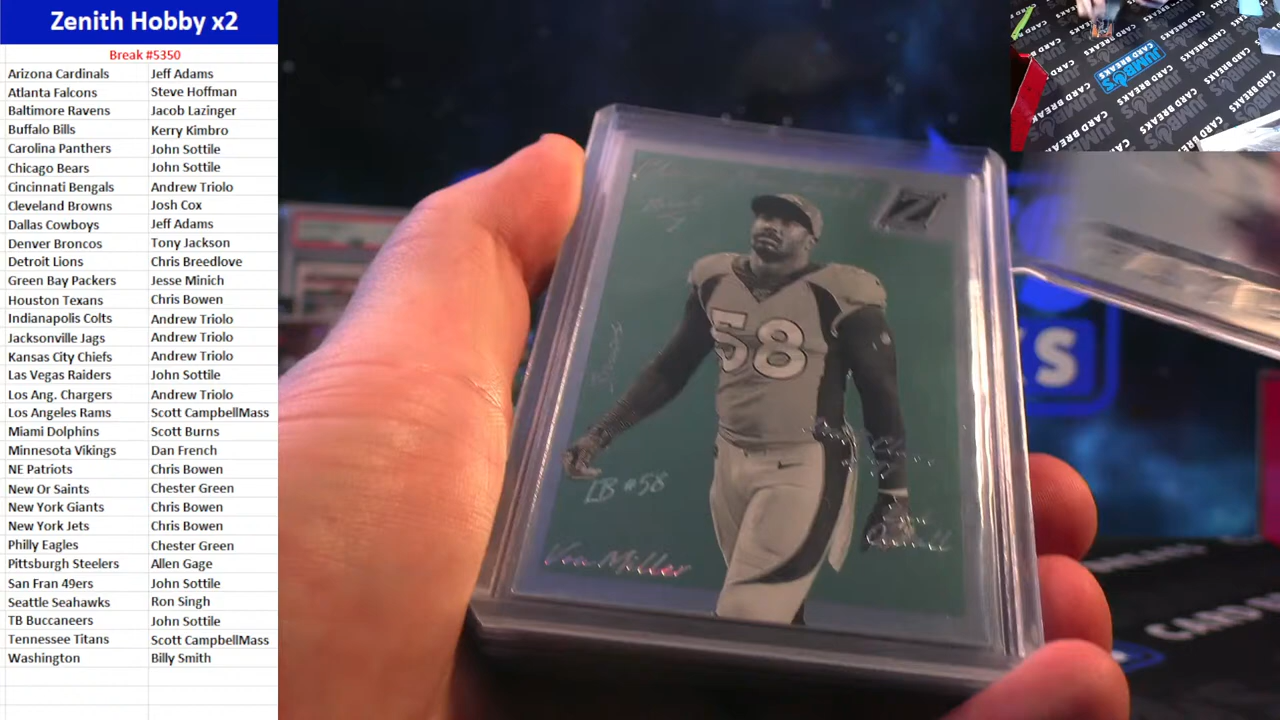 Zenith Hobby x2
Break #5350
Arizona Cardinals Jeff Adams
Atlanta Falcons Steve Hoffman
Baltimore Ravens Jacob Lazinger
Buffalo Bills Kerry Kimbro
Carolina Panthers John Sottile
Chicago Bears John Sottile
Cincinnati Bengals Andrew Triolo
Cleveland Browns Josh Cox
Dallas Cowboys Jeff Adams
Denver Broncos Tony Jackson
Detroit Lions Chris Breedlove
Green Bay Packers Jesse Minich
Houston Texans Chris Bowen
Indianapolis Colts Andrew Triolo
Jacksonville Jags Andrew Triolo
Kansas City Chiefs Andrew Triolo
Las Vegas Raiders John Sottile
Los Ang. Chargers Andrew Triolo
Los Angeles Rams Scott CampbellMass
Miami Dolphins Scott Burns
Minnesota Vikings Dan French
NE Patriots Chris Bowen
New Or Saints Chester Green
New York Giants Chris Bowen
New York Jets Chris Bowen
Philly Eagles Chester Green
Pittsburgh Steelers Allen Gage
San Fran 49ers John Sottile
Seattle Seahawks Ron Singh
TB Buccaneers John Sottile
Tennessee Titans Scott CampbellMass
Washington Billy Smith
Z
58
LB #58
Von Miller
JUMBO'S
CARD BREAKS